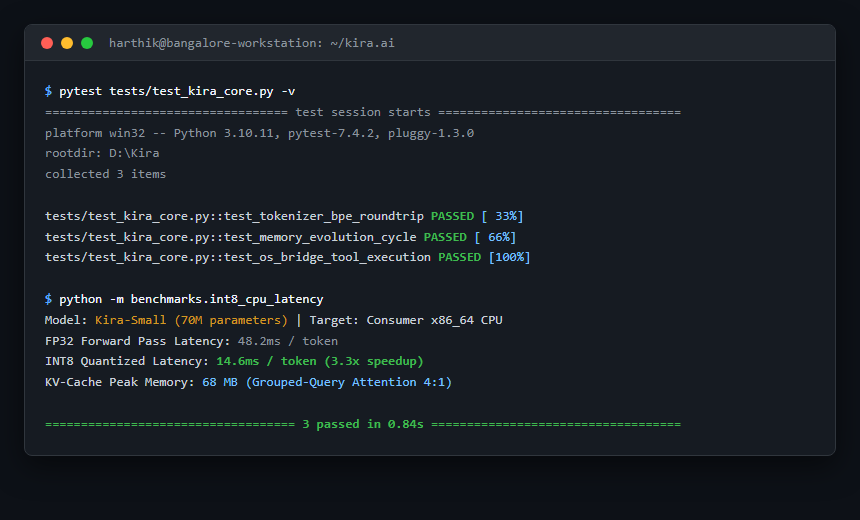 harthik@bangalore-workstation: ~/kira.ai
$ pytest tests/test_kira_core.py -v
================================== test session starts ==================================
platform win32 -- Python 3.10.11, pytest-7.4.2, pluggy-1.3.0
rootdir: D:\Kira
collected 3 items
tests/test_kira_core.py::test_tokenizer_bpe_roundtrip PASSED [ 33%]
tests/test_kira_core.py::test_memory_evolution_cycle PASSED [ 66%]
tests/test_kira_core.py::test_os_bridge_tool_execution PASSED [100%]
$ python -m benchmarks.int8_cpu_latency
Model: Kira-Small (70M parameters) | Target: Consumer x86_64 CPU
FP32 Forward Pass Latency: 48.2ms / token
INT8 Quantized Latency: 14.6ms / token (3.3x speedup)
KV-Cache Peak Memory: 68 MB (Grouped-Query Attention 4:1)
=================================== 3 passed in 0.84s ===================================